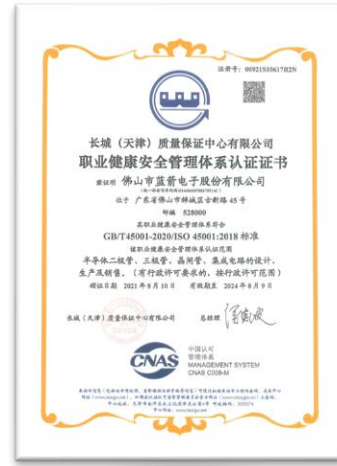 注册号：00921S10617R2N
长城（天津）质量保证中心有限公司
职业健康安全管理体系认证证书
兹证明 佛山市蓝箭电子股份有限公司
位于 广东省佛山市禅城区古新路 45 号
邮编 528000
其职业健康安全管理体系符合
GB/T45001-2020/ISO 45001:2018 标准
该职业健康安全管理体系认证范围
半导体二极管、三极管、晶闸管、集成电路的设计、
生产及销售。（有行政许可要求的，按行政许可范围）
颁证日期 2021 年 8 月 10 日 有效期至 2024 年 8 月 9 日
长城（天津）质量保证中心有限公司 总经理
CNAS
中国认可
管理体系
MANAGEMENT SYSTEM
CNAS C009-M